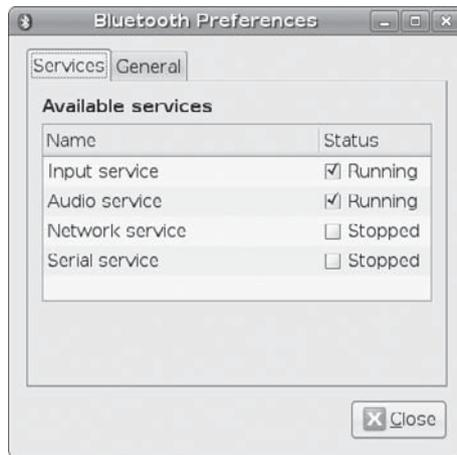 Bluetooth Preferences
Services General
Available services
Name Status
Input service Running
Audio service Running
Network service Stopped
Serial service Stopped
Close